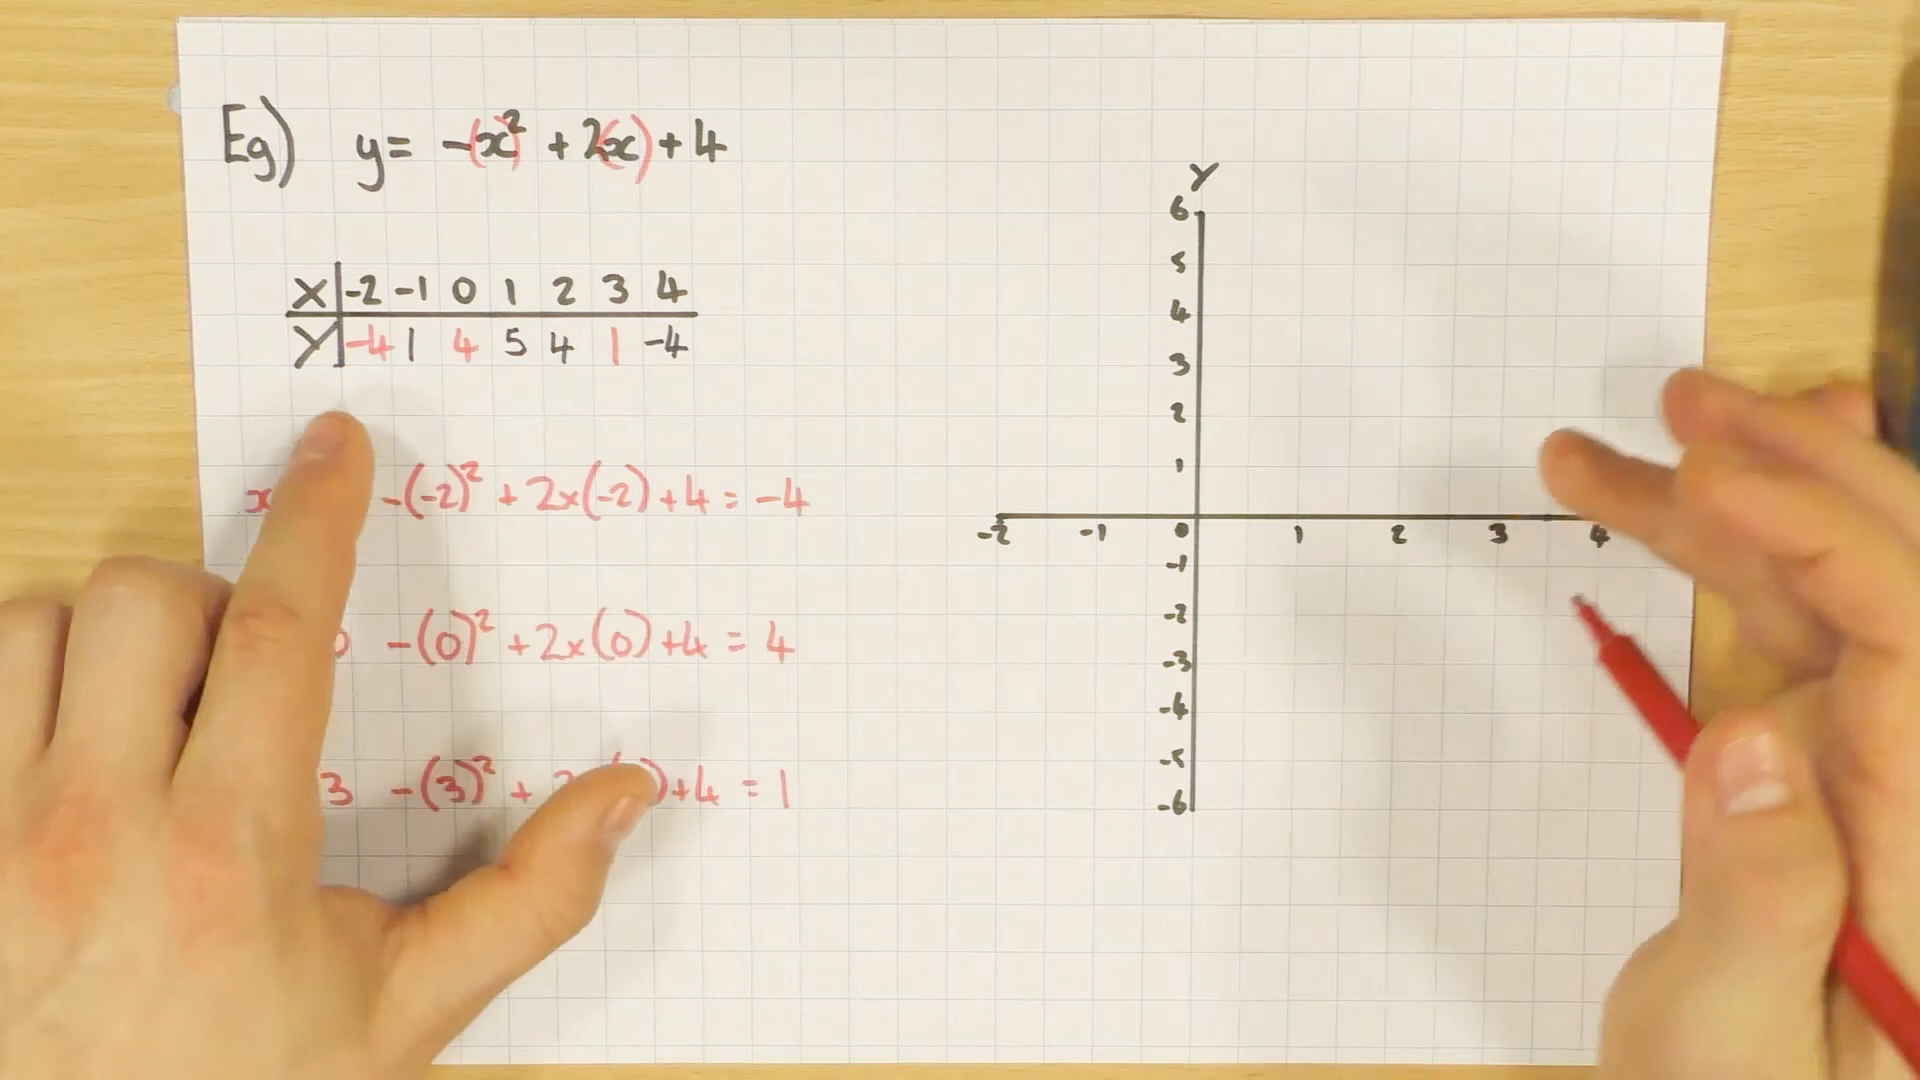 Eg) y= -(x)² +2(x) +4
X -2 -1 0 1 2 3 4
Y -4 1 4 5 4 1 -4
x -(-2)² + 2x(-2) +4 = -4
0 -(0)² + 2x(0) +4 = 4
3 -(3)² + +4 = 1
Y
6
5
4
3
2
1
-2 -1 0 1 2 3 4
-1
-2
-3
-4
-5
-6